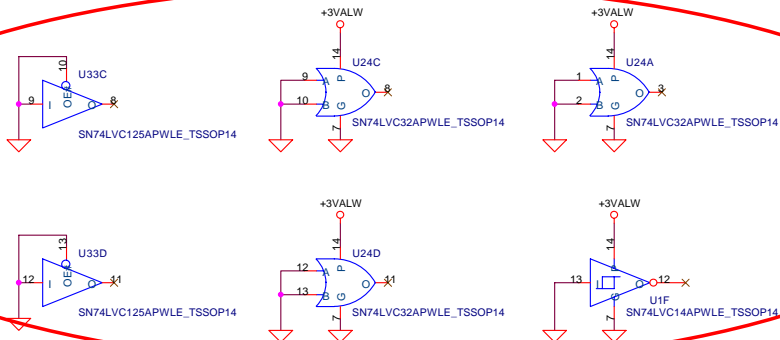 +3VALW
+3VALW
10
U33C
14
U24C
14
U24A
9
I
OE#
O
8
9
A
P
10
B
G
O
8
1
A
P
2
B
G
O
3
SN74LVC125APWLE_TSSOP14
7
SN74LVC32APWLE_TSSOP14
7
SN74LVC32APWLE_TSSOP14
+3VALW
+3VALW
13
U33D
14
U24D
14
12
I
O
11
12
A
P
13
B
G
O
11
13
I
O
12
P
G
U1F
SN74LVC125APWLE_TSSOP14
7
SN74LVC32APWLE_TSSOP14
7
SN74LVC14APWLE_TSSOP14